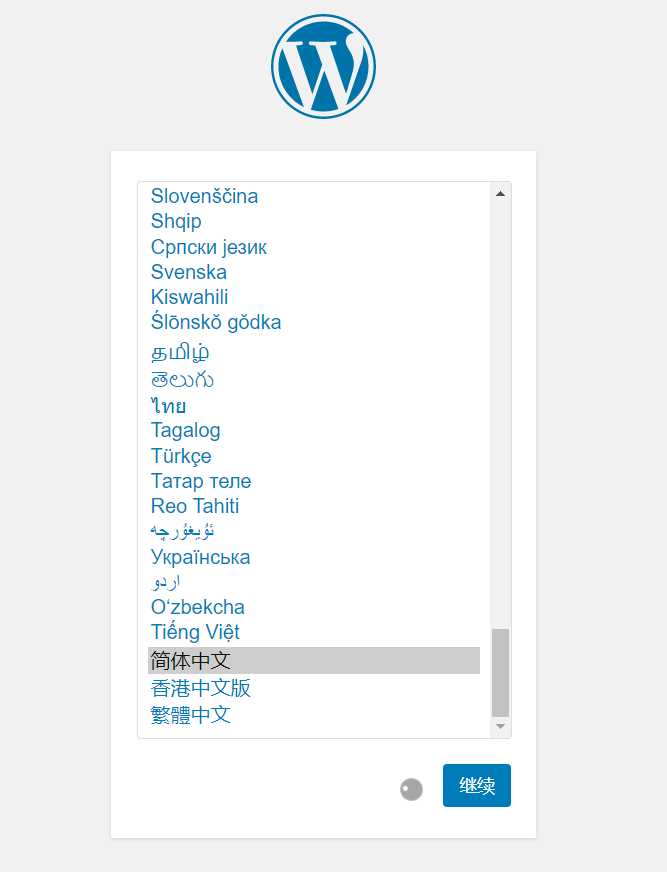 Slovenščina
Shqip
Српски језик
Svenska
Kiswahili
Ślōnskŏ gŏdka
தமிழ்
తెలుగు
ไทย
Tagalog
Türkçe
Татар теле
Reo Tahiti
ئۇيغۇرچە
Українська
اردو
O‘zbekcha
Tiếng Việt
简体中文
香港中文版
繁體中文
继续